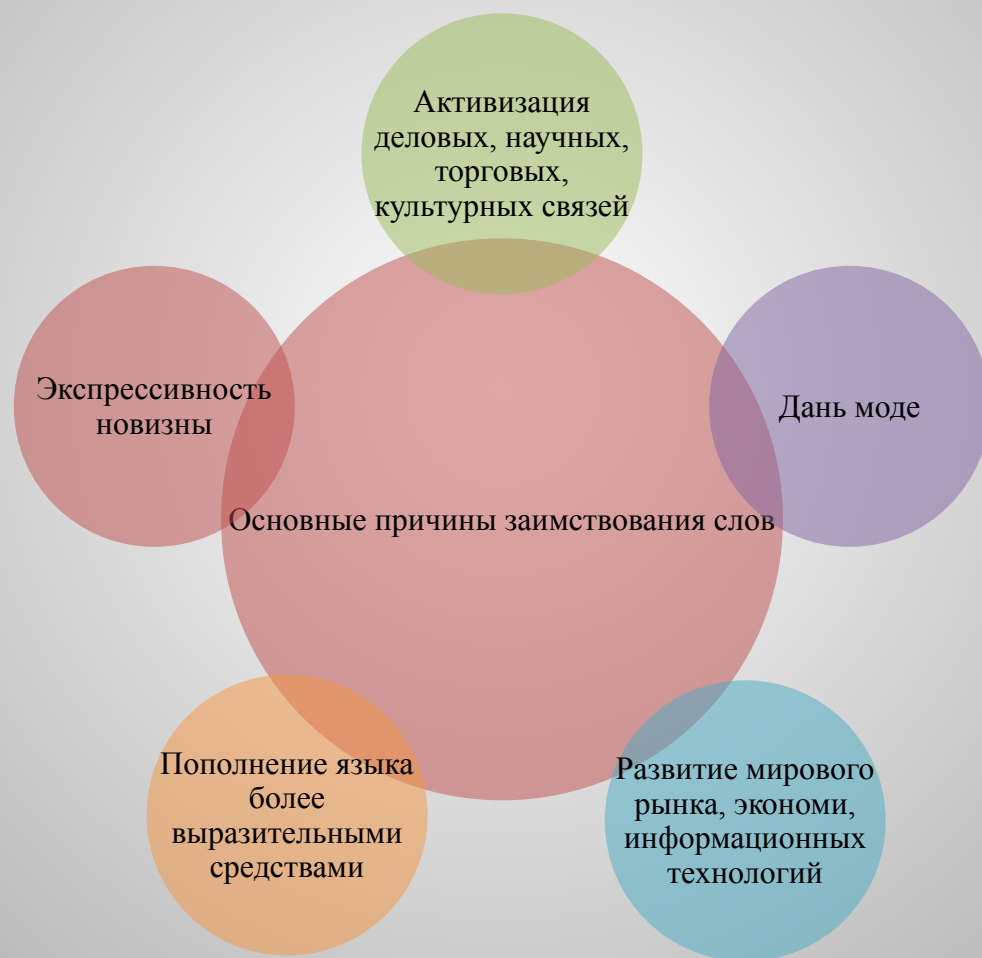 Активизация
деловых, научных,
торговых,
культурных связей
Экспрессивность
новизны
Дань моде
Основные причины заимствования слов
Пополнение языка
более
выразительными
средствами
Развитие мирового
рынка, экономи,
информационных
технологий